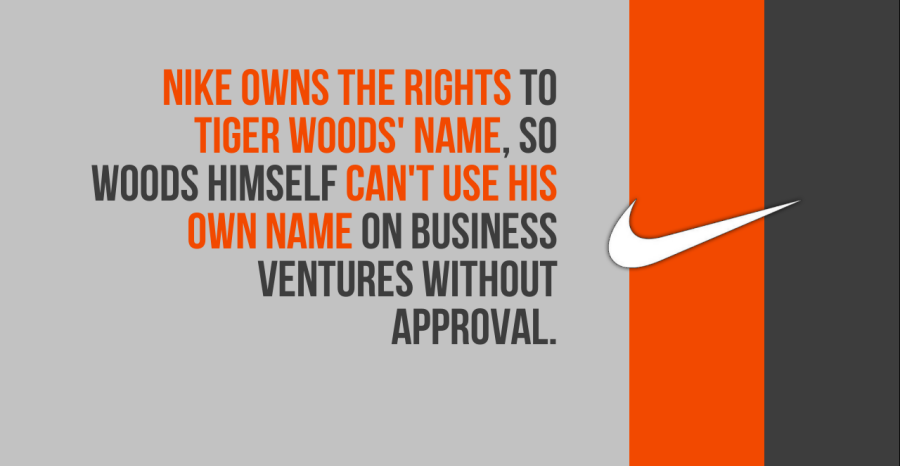 NIKE OWNS THE RIGHTS TO
TIGER WOODS' NAME, SO
WOODS HIMSELF CAN'T USE HIS
OWN NAME ON BUSINESS
VENTURES WITHOUT
APPROVAL.